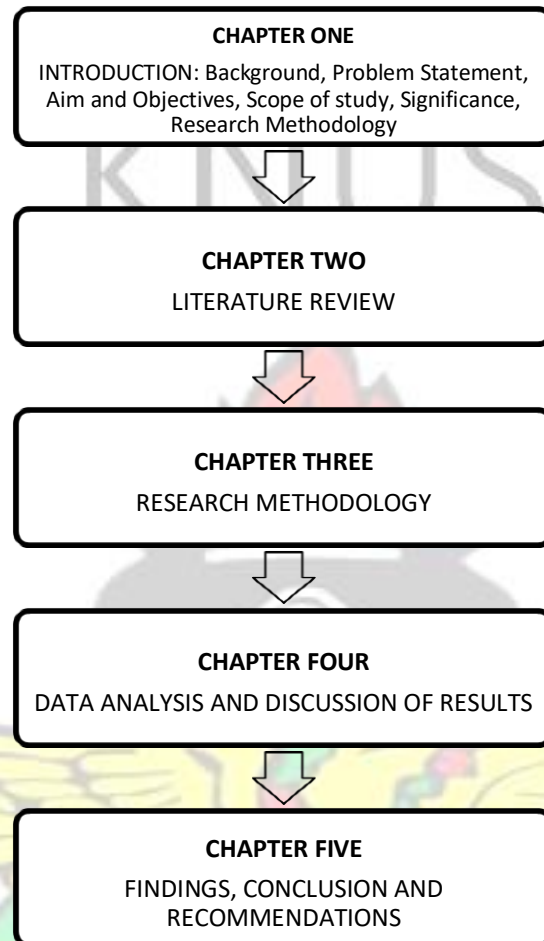 CHAPTER ONE
INTRODUCTION: Background, Problem Statement,
Aim and Objectives, Scope of study, Significance,
Research Methodology
KNUS
CHAPTER TWO
LITERATURE REVIEW
CHAPTER THREE
RESEARCH METHODOLOGY
CHAPTER FOUR
DATA ANALYSIS AND DISCUSSION OF RESULTS
CHAPTER FIVE
FINDINGS, CONCLUSION AND
RECOMMENDATIONS